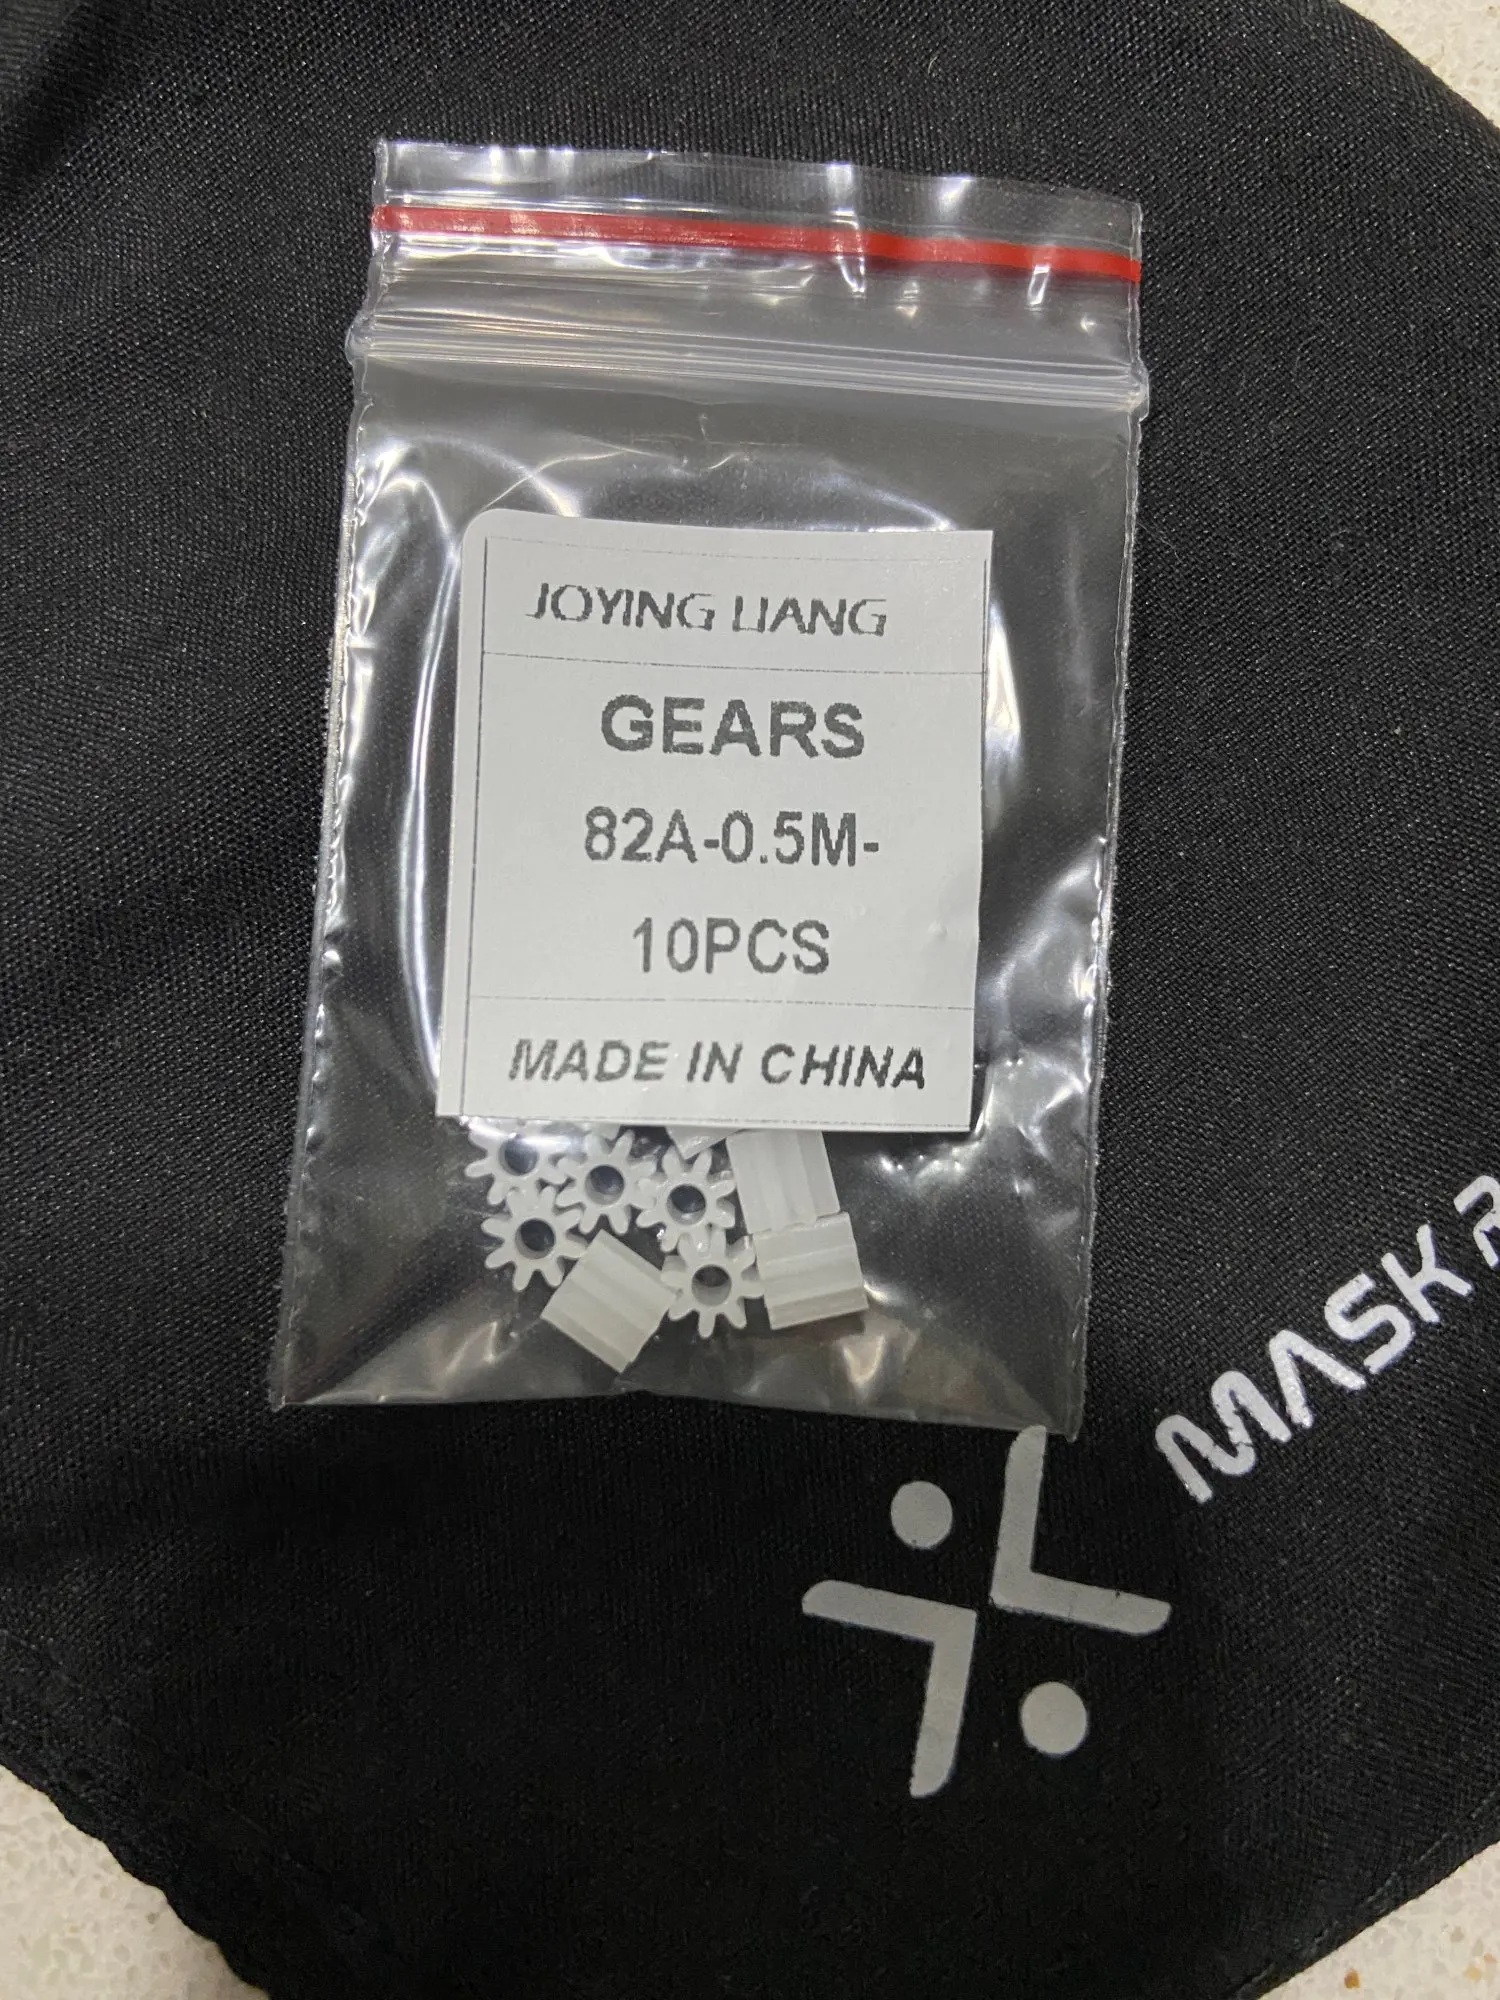 JOYING LIANG
GEARS
82A-0.5M-
10PCS
MADE IN CHINA
MASK